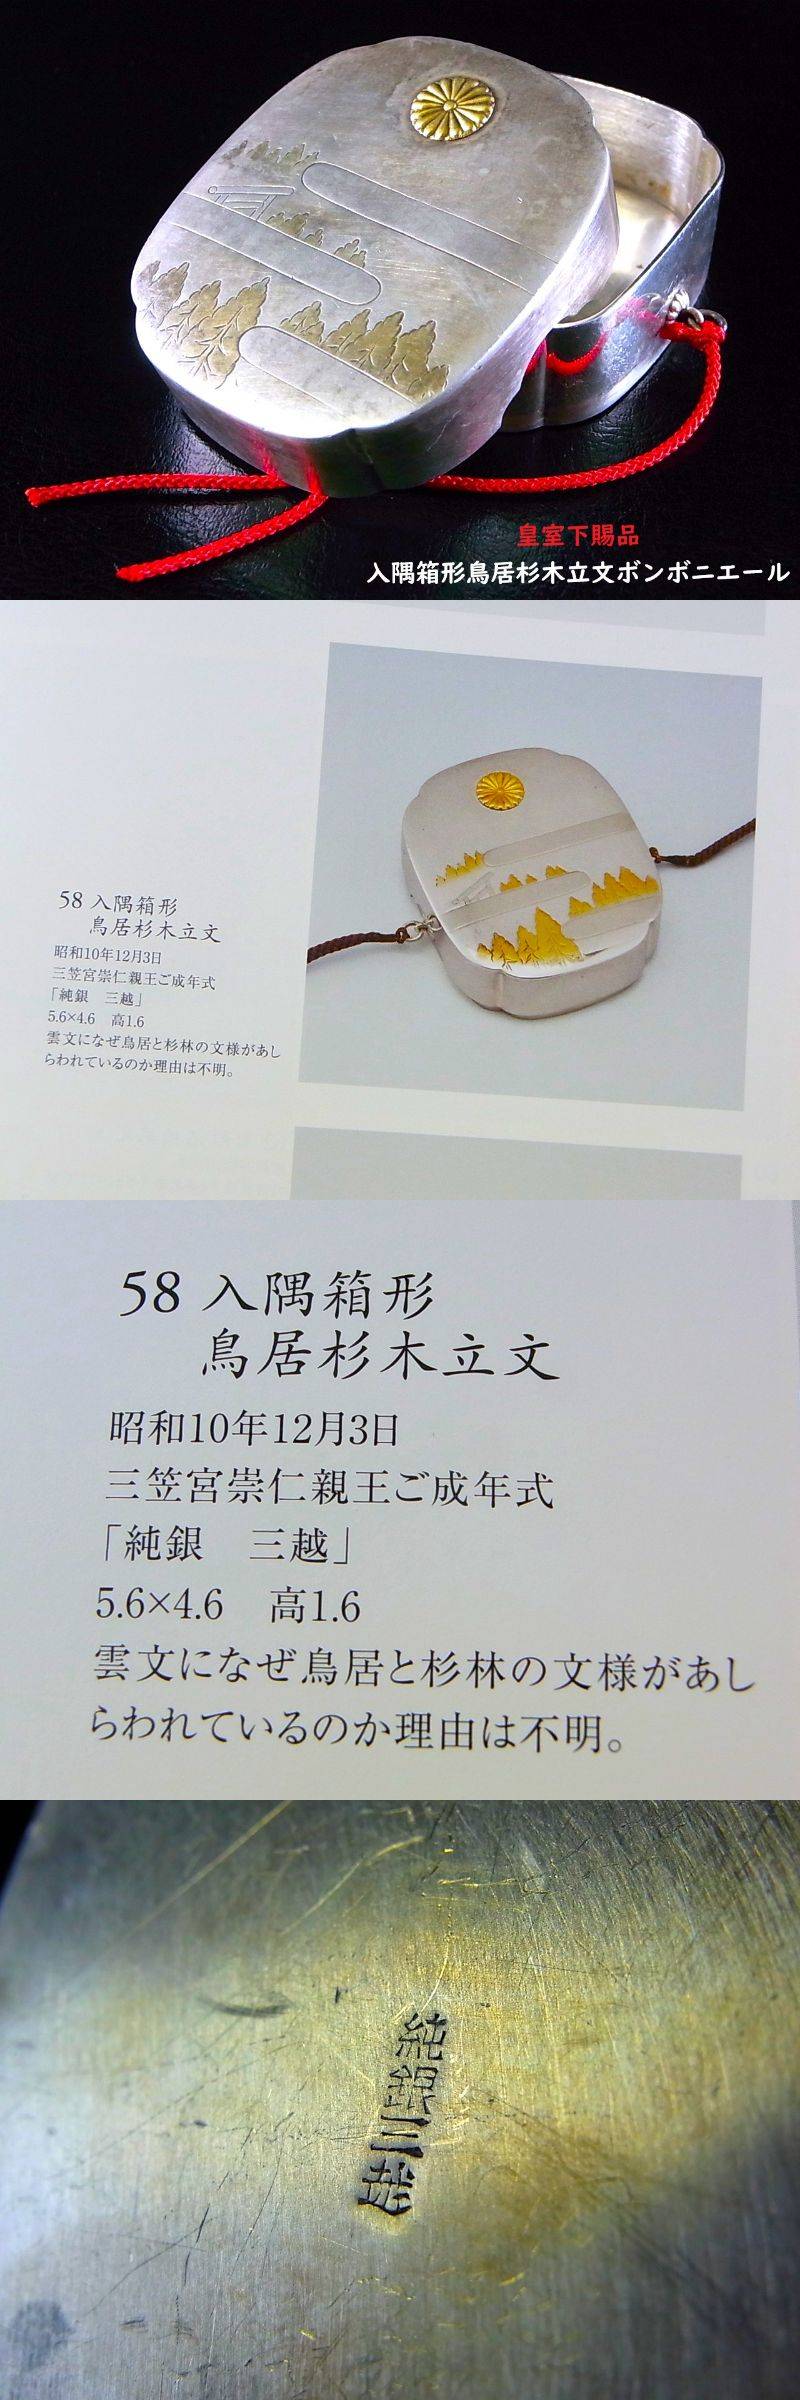 皇室下賜品
入隅箱形鳥居杉木立文ボンボニエール
58 入隅箱形
鳥居杉木立文
昭和10年12月3日
三笠宮崇仁親王ご成年式
「純銀　三越」
5.6×4.6　高1.6
雲文になぜ鳥居と杉林の文様があし
らわれているのか理由は不明。
58 入隅箱形
鳥居杉木立文
昭和10年12月3日
三笠宮崇仁親王ご成年式
「純銀　三越」
5.6×4.6　高1.6
雲文になぜ鳥居と杉林の文様があし
らわれているのか理由は不明。
純銀三越